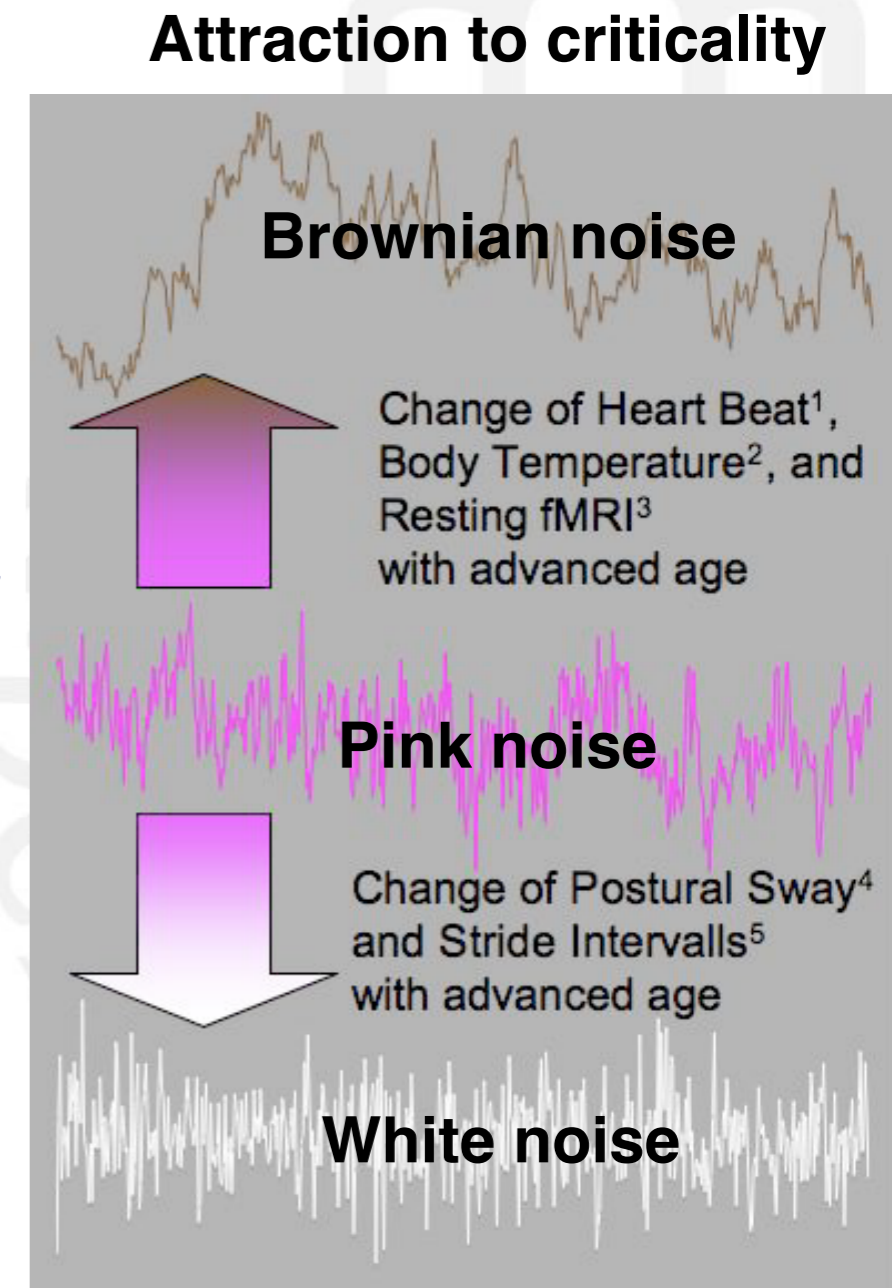 Attraction to criticality
Brownian noise
Change of Heart Beat¹,
Body Temperature², and
Resting fMRI³
with advanced age
Pink noise
Change of Postural Sway⁴
and Stride Intervalls⁵
with advanced age
White noise